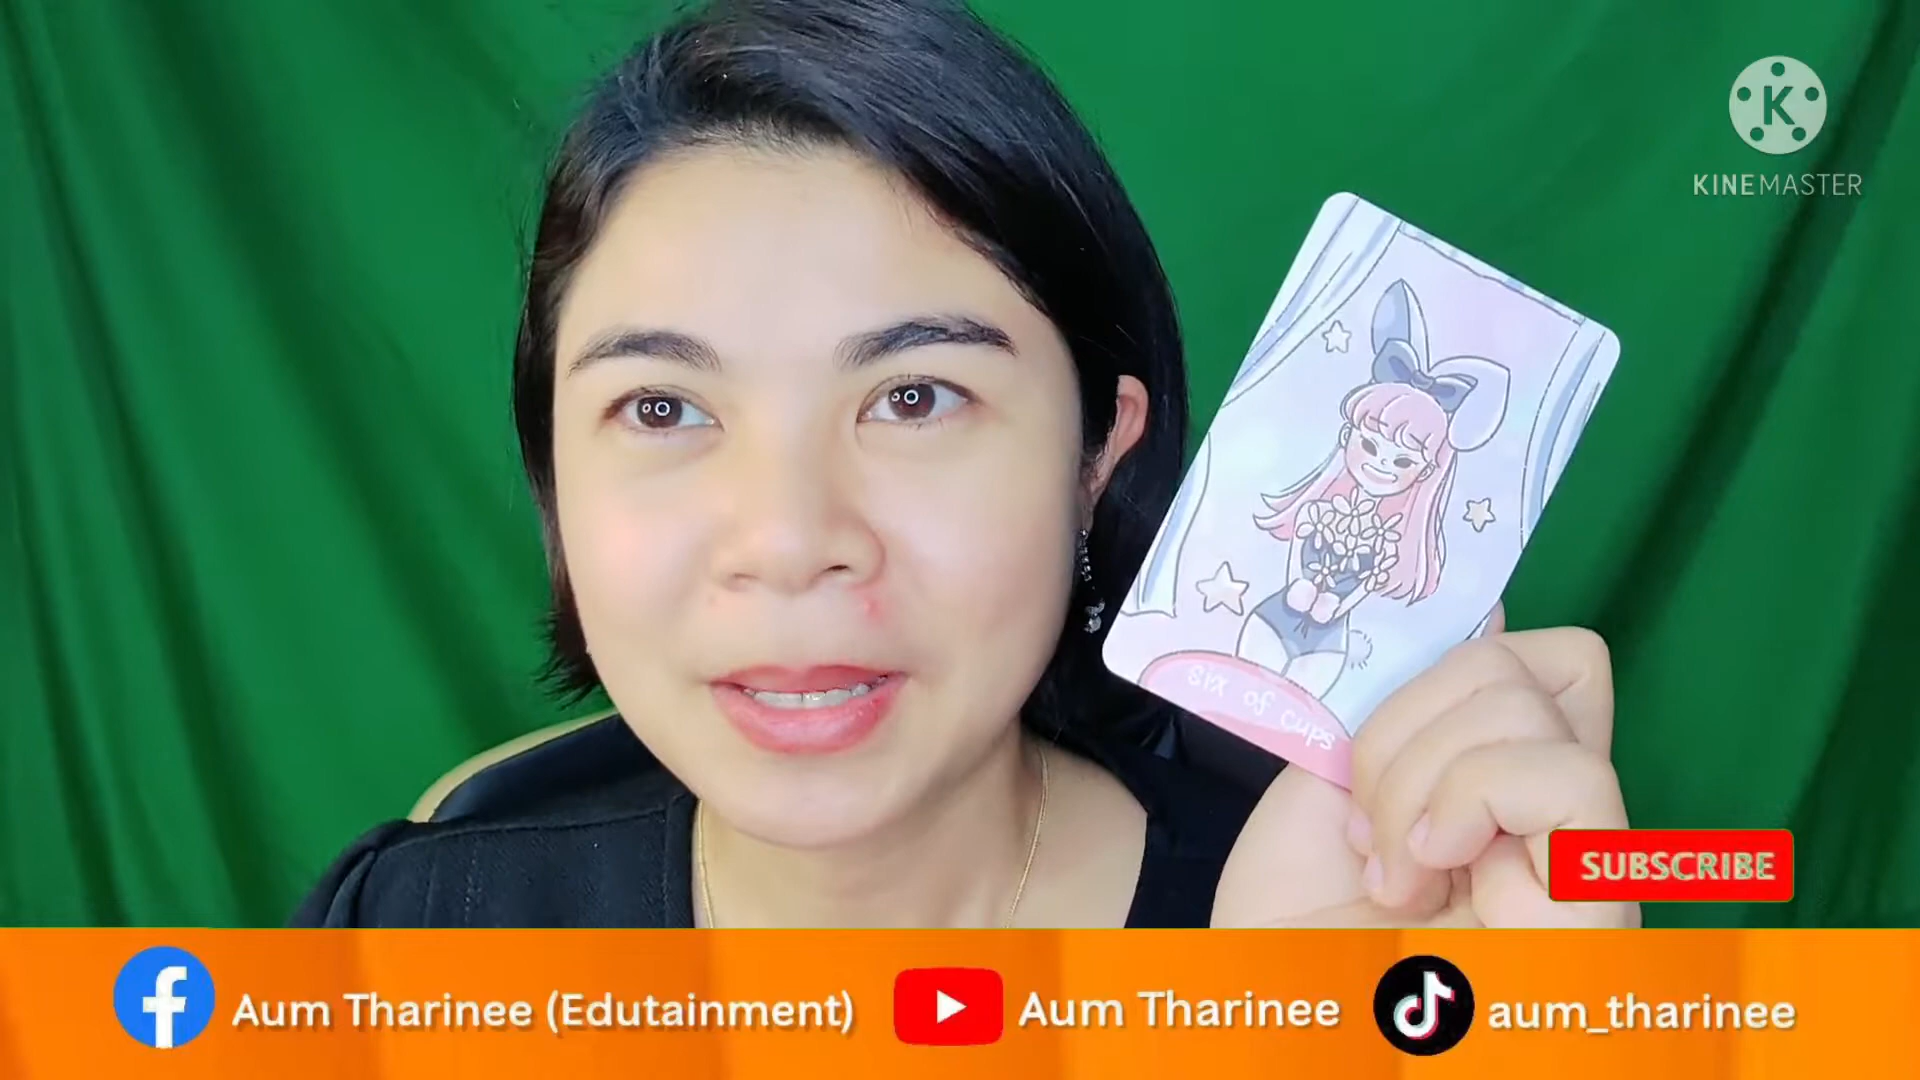 K
KINEMASTER
six of cups
SUBSCRIBE
Aum Tharinee (Edutainment)
Aum Tharinee
aum_tharinee